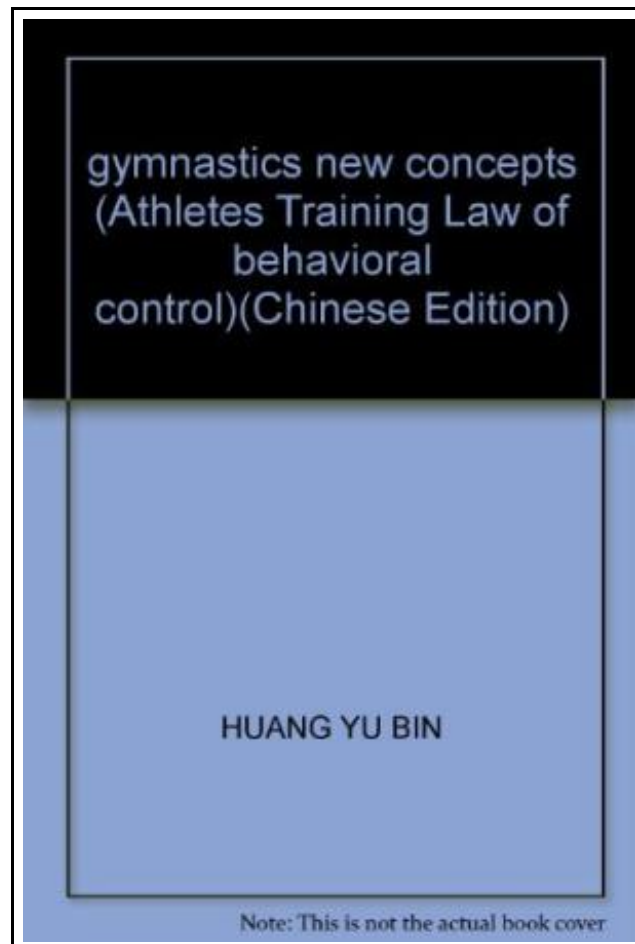 gymnastics new concepts
(Athletes Training Law of
behavioral
control)(Chinese Edition)
HUANG YU BIN
Note: This is not the actual book cover